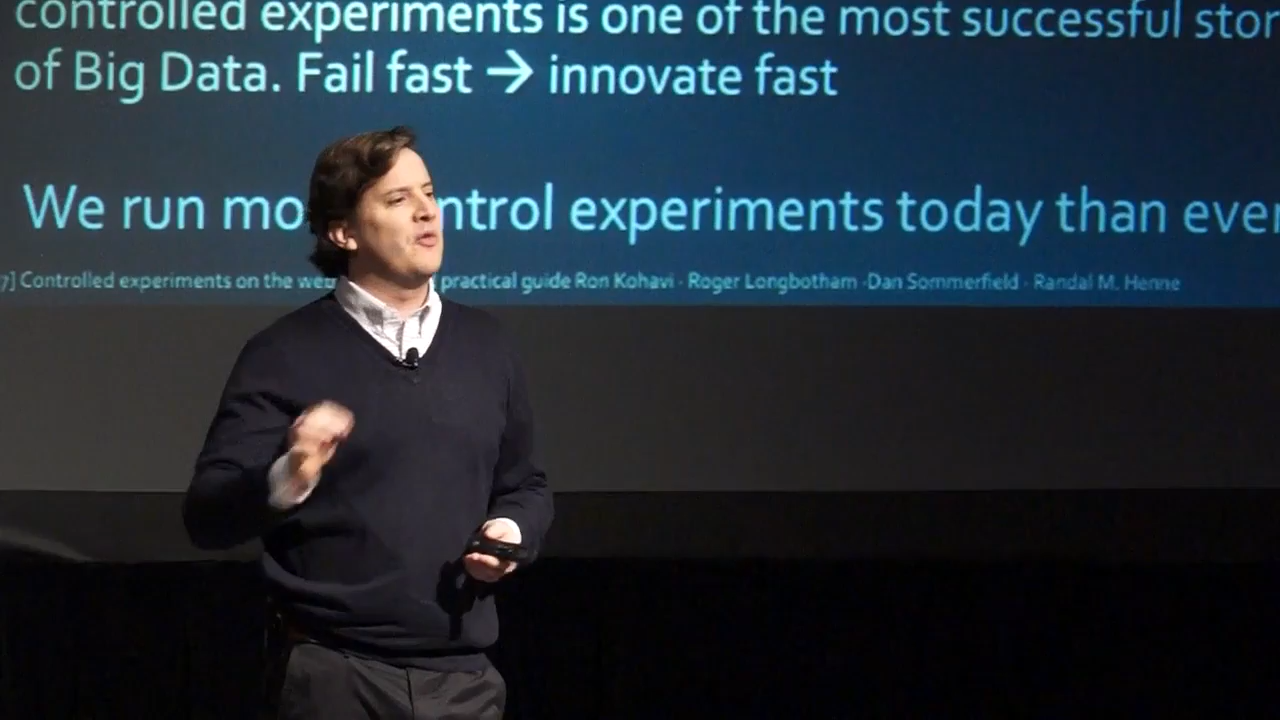 controlled experiments is one of the most successful stor
of Big Data. Fail fast → innovate fast
We run mo ntrol experiments today than ever
7] Controlled experiments on the web practical guide Ron Kohavi · Roger Longbotham · Dan Sommerfield · Randal M. Henne